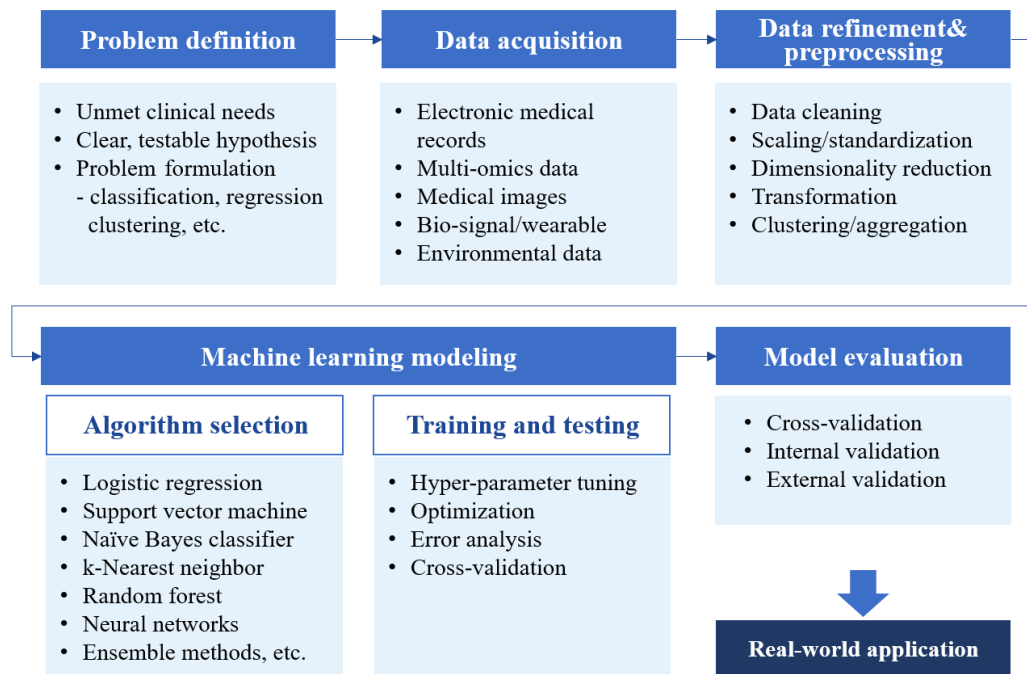 Problem definition
• Unmet clinical needs
• Clear, testable hypothesis
• Problem formulation
- classification, regression
clustering, etc.
Data acquisition
• Electronic medical
records
• Multi-omics data
• Medical images
• Bio-signal/wearable
• Environmental data
Data refinement&
preprocessing
• Data cleaning
• Scaling/standardization
• Dimensionality reduction
• Transformation
• Clustering/aggregation
Machine learning modeling
Algorithm selection
• Logistic regression
• Support vector machine
• Naïve Bayes classifier
• k-Nearest neighbor
• Random forest
• Neural networks
• Ensemble methods, etc.
Training and testing
• Hyper-parameter tuning
• Optimization
• Error analysis
• Cross-validation
Model evaluation
• Cross-validation
• Internal validation
• External validation
Real-world application